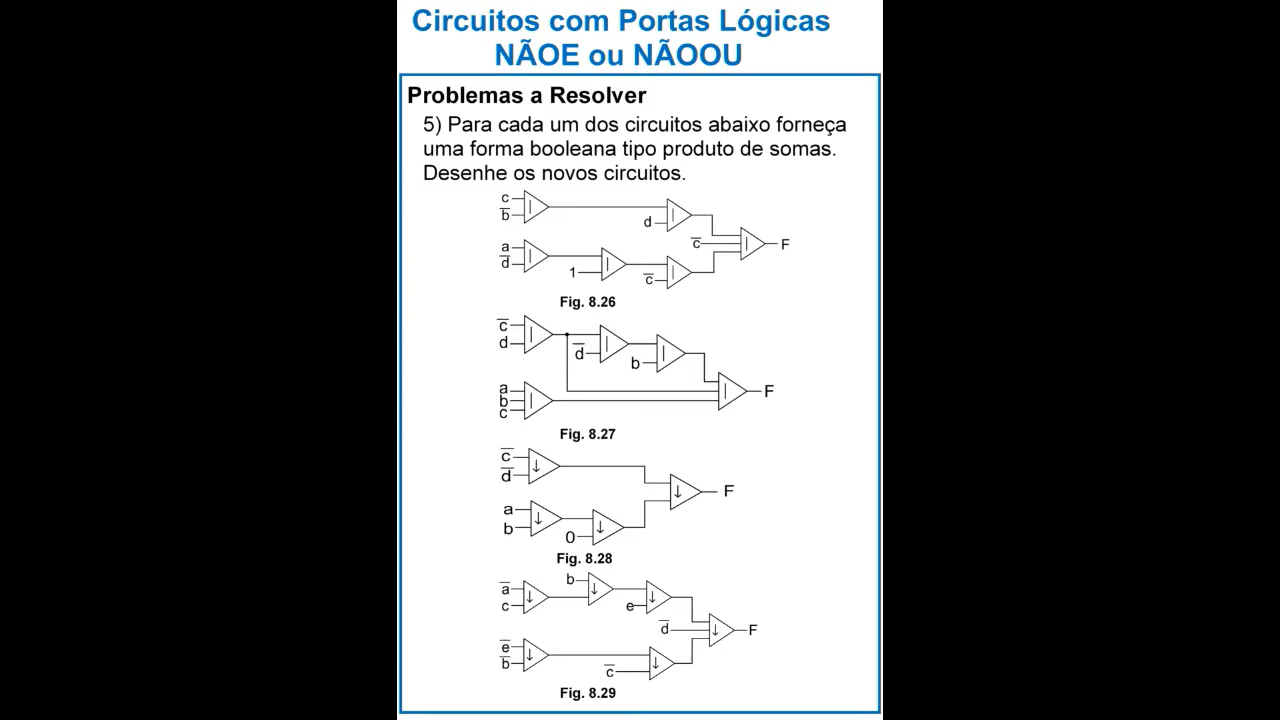 Circuitos com Portas Lógicas
NÃOE ou NÃOOU
Problemas a Resolver
5) Para cada um dos circuitos abaixo forneça
uma forma booleana tipo produto de somas.
Desenhe os novos circuitos.
c
b̅
d
c̅
F
a
d̅
1
c̅
Fig. 8.26
c̅
d
d̅
b
F
a
b
c
Fig. 8.27
c̅
d̅
F
a
b
0
Fig. 8.28
a̅
c
b
e
d̅
F
e̅
b̅
c̅
Fig. 8.29